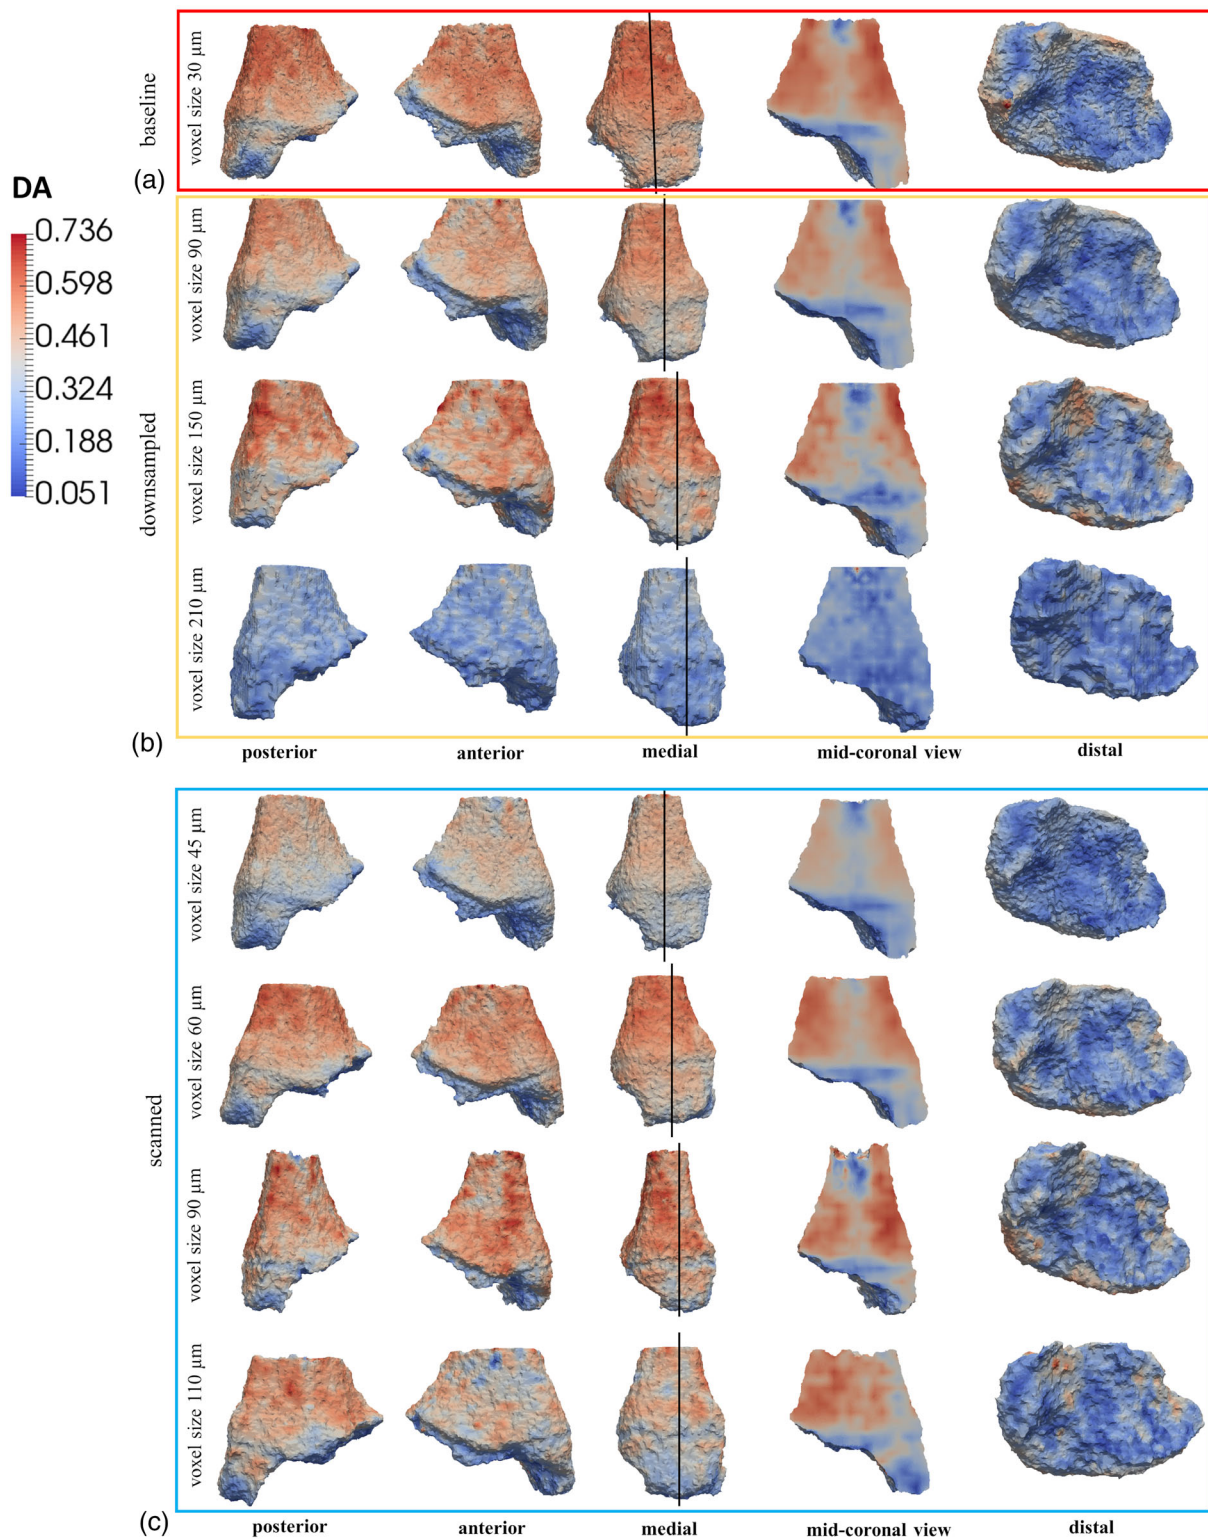 baseline
voxel size 30 μm
(a)
DA
0.736
0.598
0.461
0.324
0.188
0.051
downsampled
voxel size 90 μm
voxel size 150 μm
voxel size 210 μm
(b)
posterior anterior medial mid-coronal view distal
scanned
voxel size 45 μm
voxel size 60 μm
voxel size 90 μm
voxel size 110 μm
(c)
posterior anterior medial mid-coronal view distal